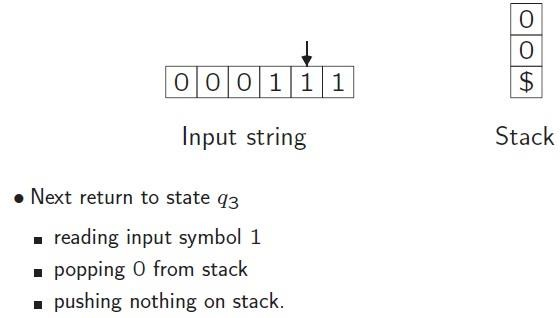 0
0
0 0 0 1 1 1 $
Input string Stack
• Next return to state q3
▪ reading input symbol 1
▪ popping 0 from stack
▪ pushing nothing on stack.